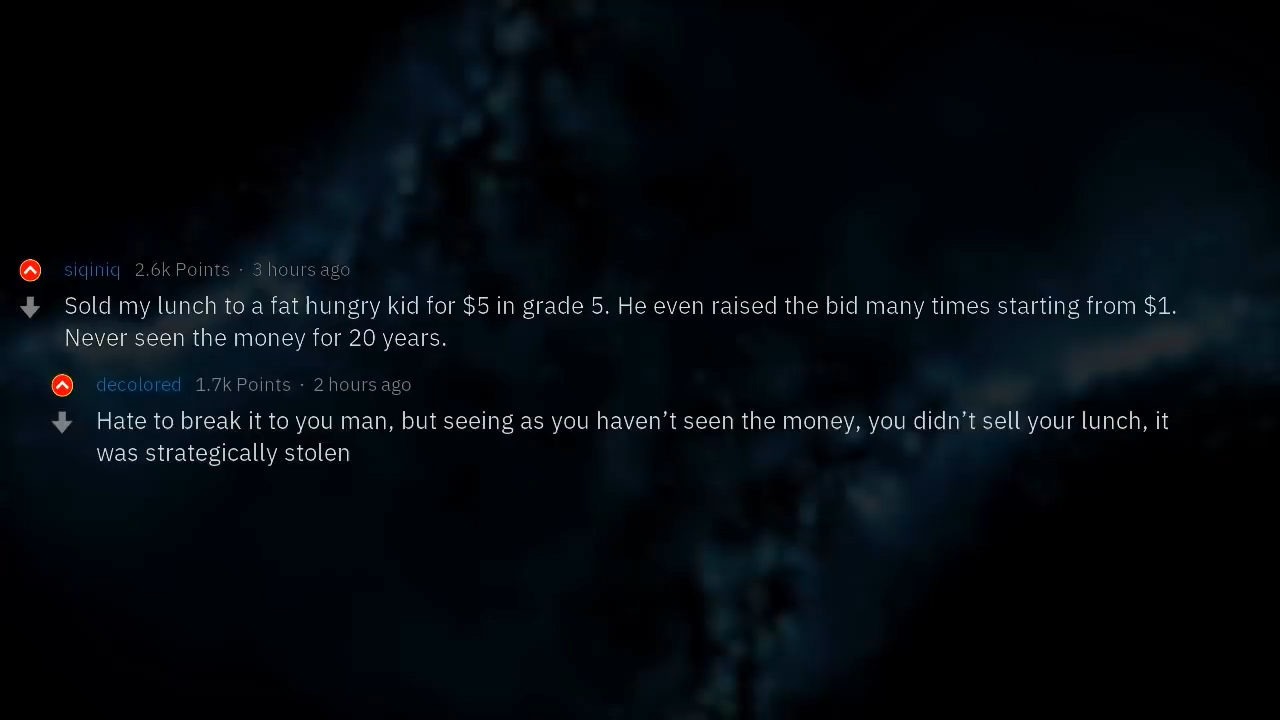 siqiniq 2.6k Points · 3 hours ago
Sold my lunch to a fat hungry kid for $5 in grade 5. He even raised the bid many times starting from $1.
Never seen the money for 20 years.
decolored 1.7k Points · 2 hours ago
Hate to break it to you man, but seeing as you haven’t seen the money, you didn’t sell your lunch, it
was strategically stolen